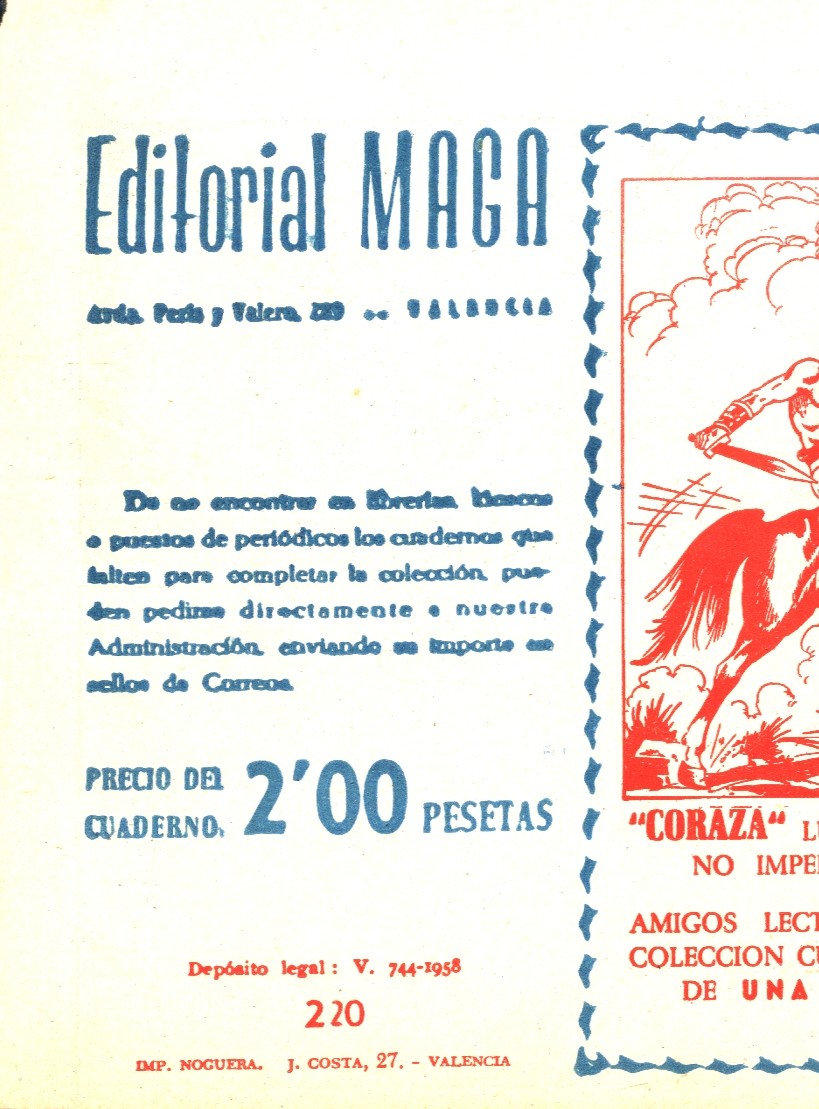 Editorial MAGA
Avda. Peris y Valero, - - VALENCIA
De no encontrar en librerías, kioscos
o puestos de periódicos los cuadernos que
falten para completar la colección, pue-
den pedirse directamente a nuestra
Administración, enviando su importe en
sellos de Correos.
PRECIO DEL
CUADERNO, 2'00 PESETAS
Depósito legal: V. 744-1958
220
IMP. NOGUERA. J. COSTA, 27. - VALENCIA
"CORAZA" LU
NO IMPE
AMIGOS LECT
COLECCION CU
DE UNA